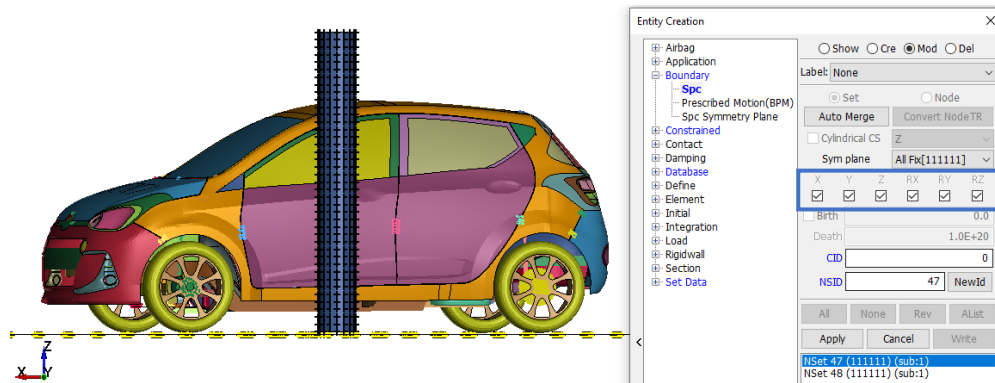 Entity Creation
Airbag
Application
Boundary
Spc
Prescribed Motion(BPM)
Spc Symmetry Plane
Constrained
Contact
Damping
Database
Define
Element
Initial
Integration
Load
Rigidwall
Section
Set Data
Show Cre Mod Del
Label: None
Set Node
Auto Merge Convert NodeTR
Cylindrical CS Z
Sym plane All Fix[111111]
X Y Z RX RY RZ
Birth 0.0
Death 1.0E+20
CID 0
NSID 47 NewId
All None Rev AList
Apply Cancel Write
NSet 47 (111111) (sub:1)
NSet 48 (111111) (sub:1)
Z
X Y